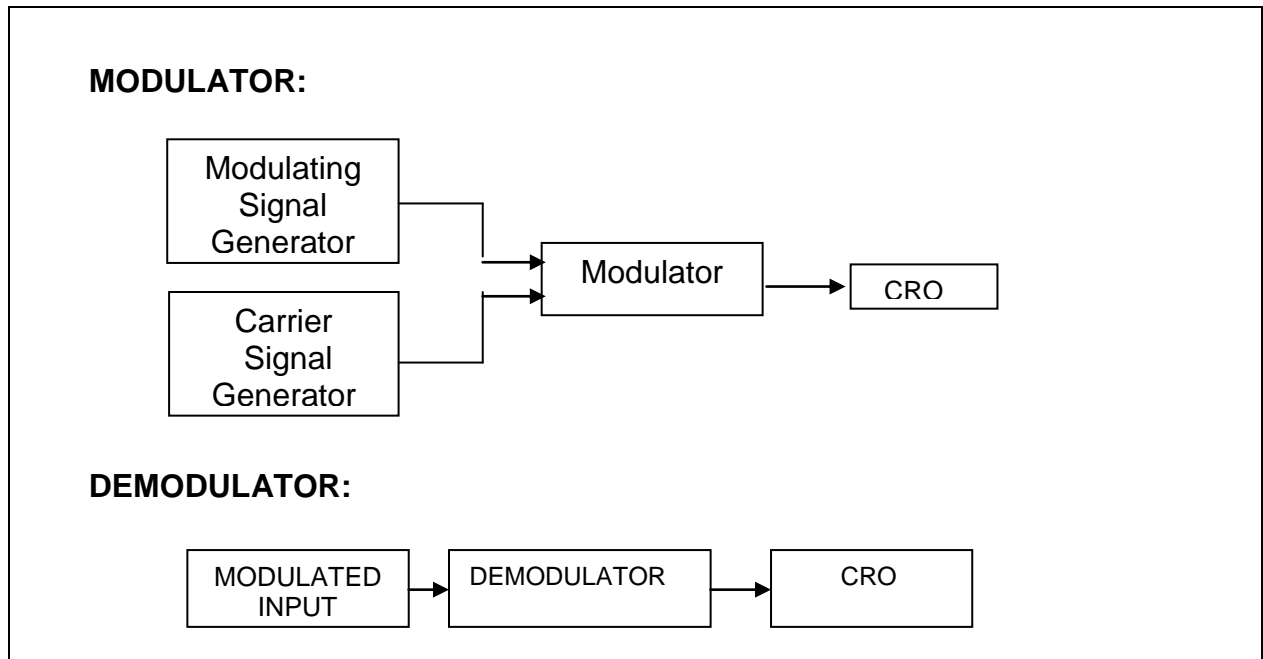 MODULATOR:
Modulating
Signal
Generator
Modulator
CRO
Carrier
Signal
Generator
DEMODULATOR:
MODULATED
INPUT
DEMODULATOR
CRO